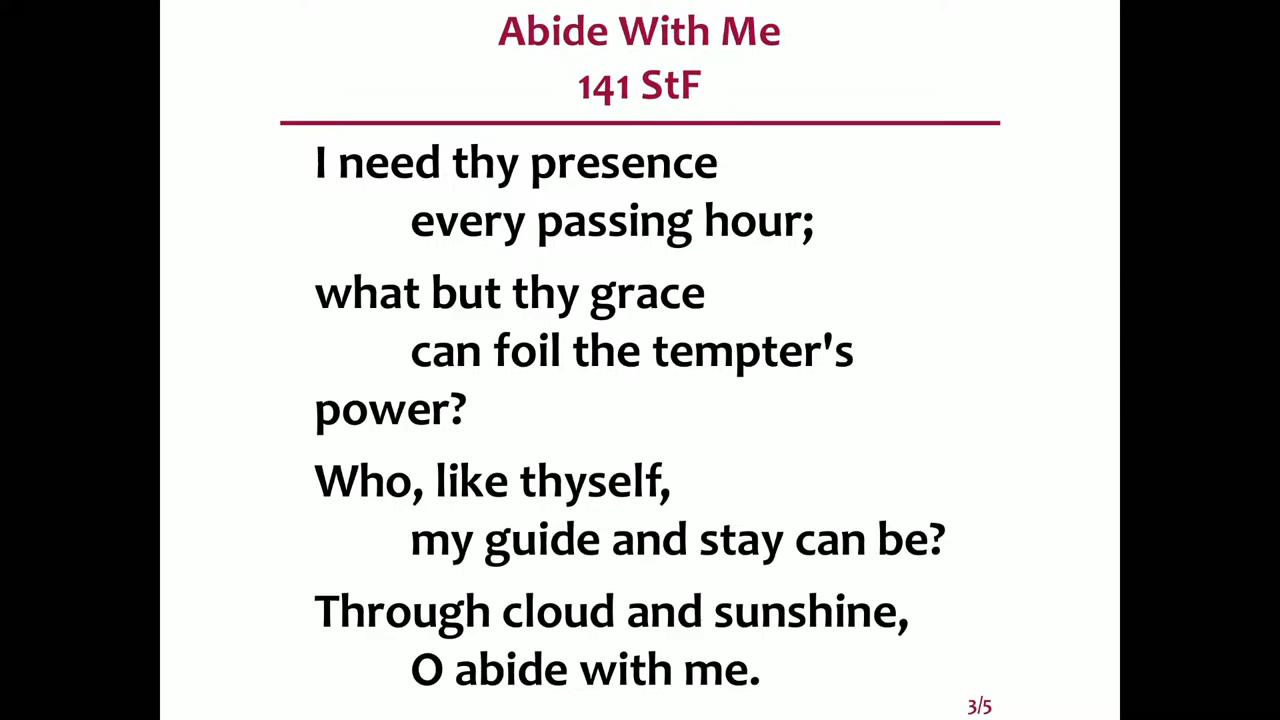 Abide With Me
141 StF
I need thy presence
every passing hour;
what but thy grace
can foil the tempter's
power?
Who, like thyself,
my guide and stay can be?
Through cloud and sunshine,
O abide with me.
3/5